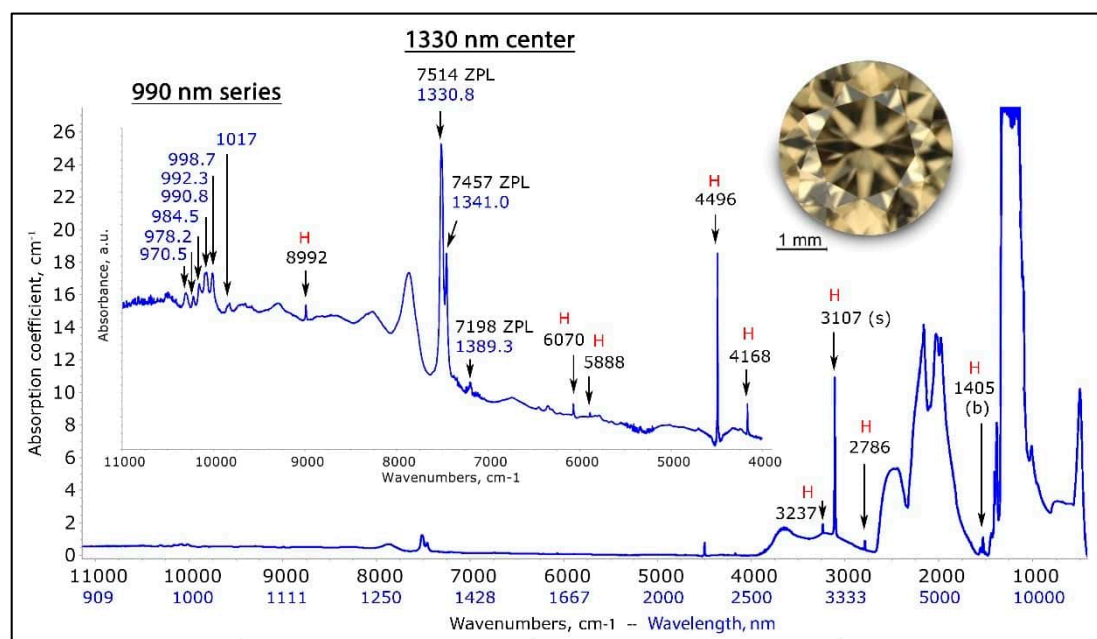 1330 nm center
990 nm series
7514 ZPL
1330.8
1017
998.7
992.3
990.8
984.5
978.2
970.5
7457 ZPL
1341.0
H
8992
7198 ZPL
1389.3
H
6070
H
5888
H
4496
H
4168
1 mm
H
3107 (s)
H
2786
H
3237
H
1405
(b)
Absorption coefficient, cm-1
26
24
22
20
18
16
14
12
10
8
6
4
2
0
Absorbance, a.u.
11000 10000 9000 8000 7000 6000 5000 4000
Wavenumbers, cm-1
11000 10000 9000 8000 7000 6000 5000 4000 3000 2000 1000
909 1000 1111 1250 1428 1667 2000 2500 3333 5000 10000
Wavenumbers, cm-1 -- Wavelength, nm